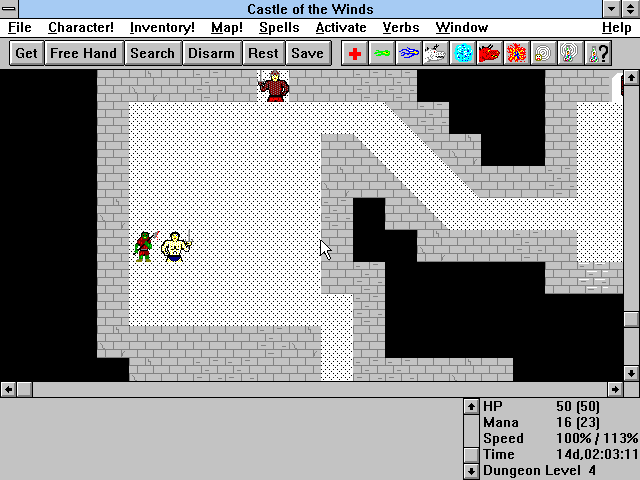 Castle of the Winds
File Character! Inventory! Map! Spells Activate Verbs Window Help
Get Free Hand Search Disarm Rest Save ?
HP 50 (50)
Mana 16 (23)
Speed 100% / 113%
Time 14d,02:03:11
Dungeon Level 4